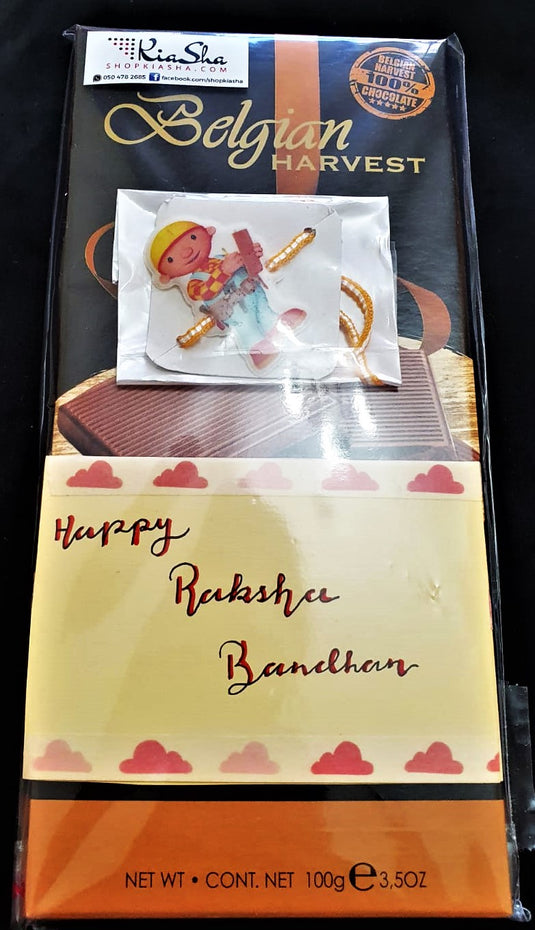 KiaSha
SHOPKIASHA.COM
050 478 2685 facebook.com/shopkiasha
BELGIAN
HARVEST
100%
CHOCOLATE
Belgian
HARVEST
Happy
Raksha
Bandhan
NET WT • CONT. NET 100g e 3,5OZ